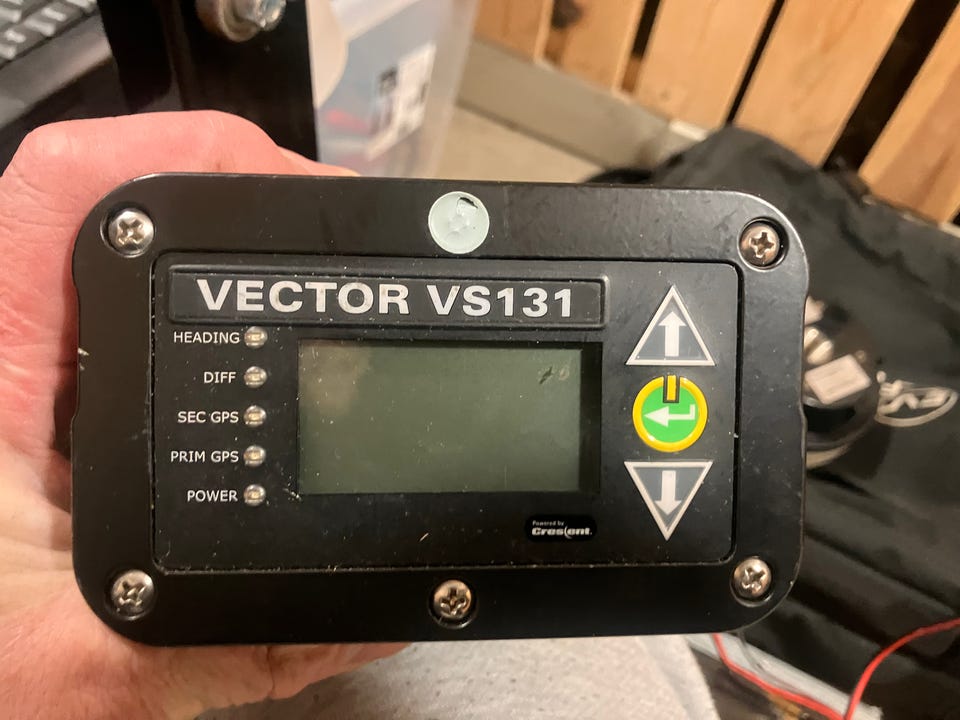 VECTOR VS131
HEADING
DIFF
SEC GPS
PRIM GPS
POWER
Powered by
Crescent